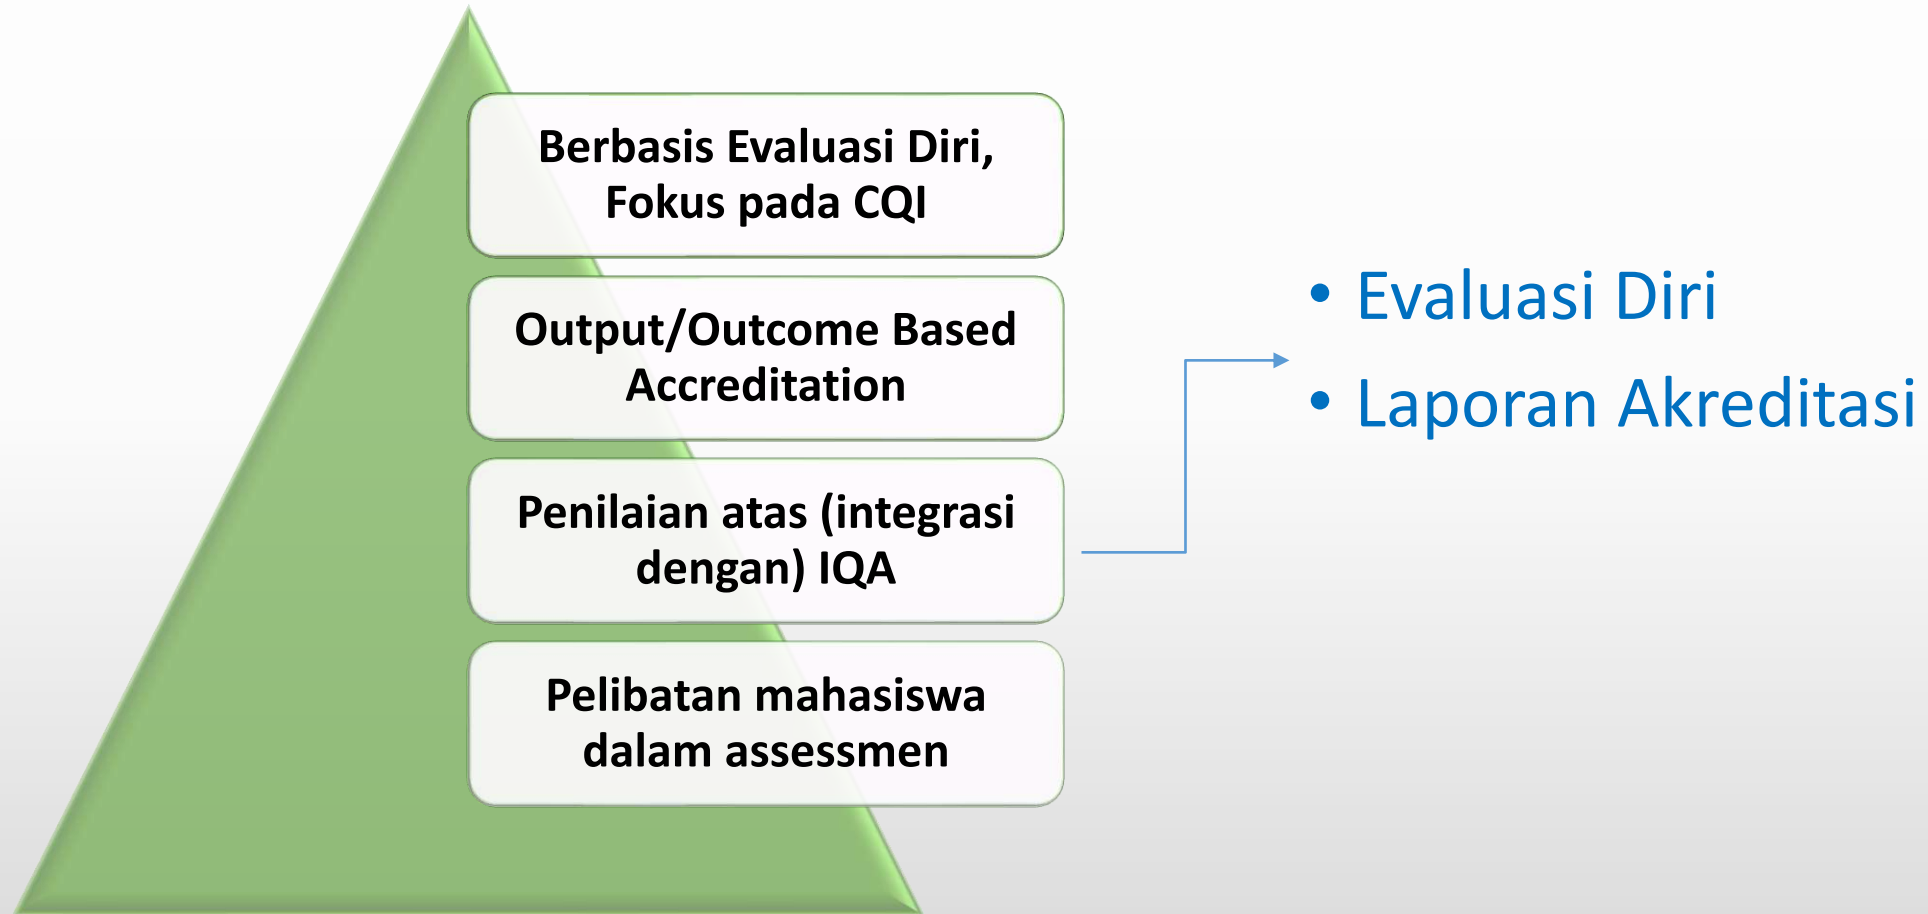 Berbasis Evaluasi Diri,
Fokus pada CQI
Output/Outcome Based
Accreditation
Penilaian atas (integrasi
dengan) IQA
Pelibatan mahasiswa
dalam assessmen
• Evaluasi Diri
• Laporan Akreditasi